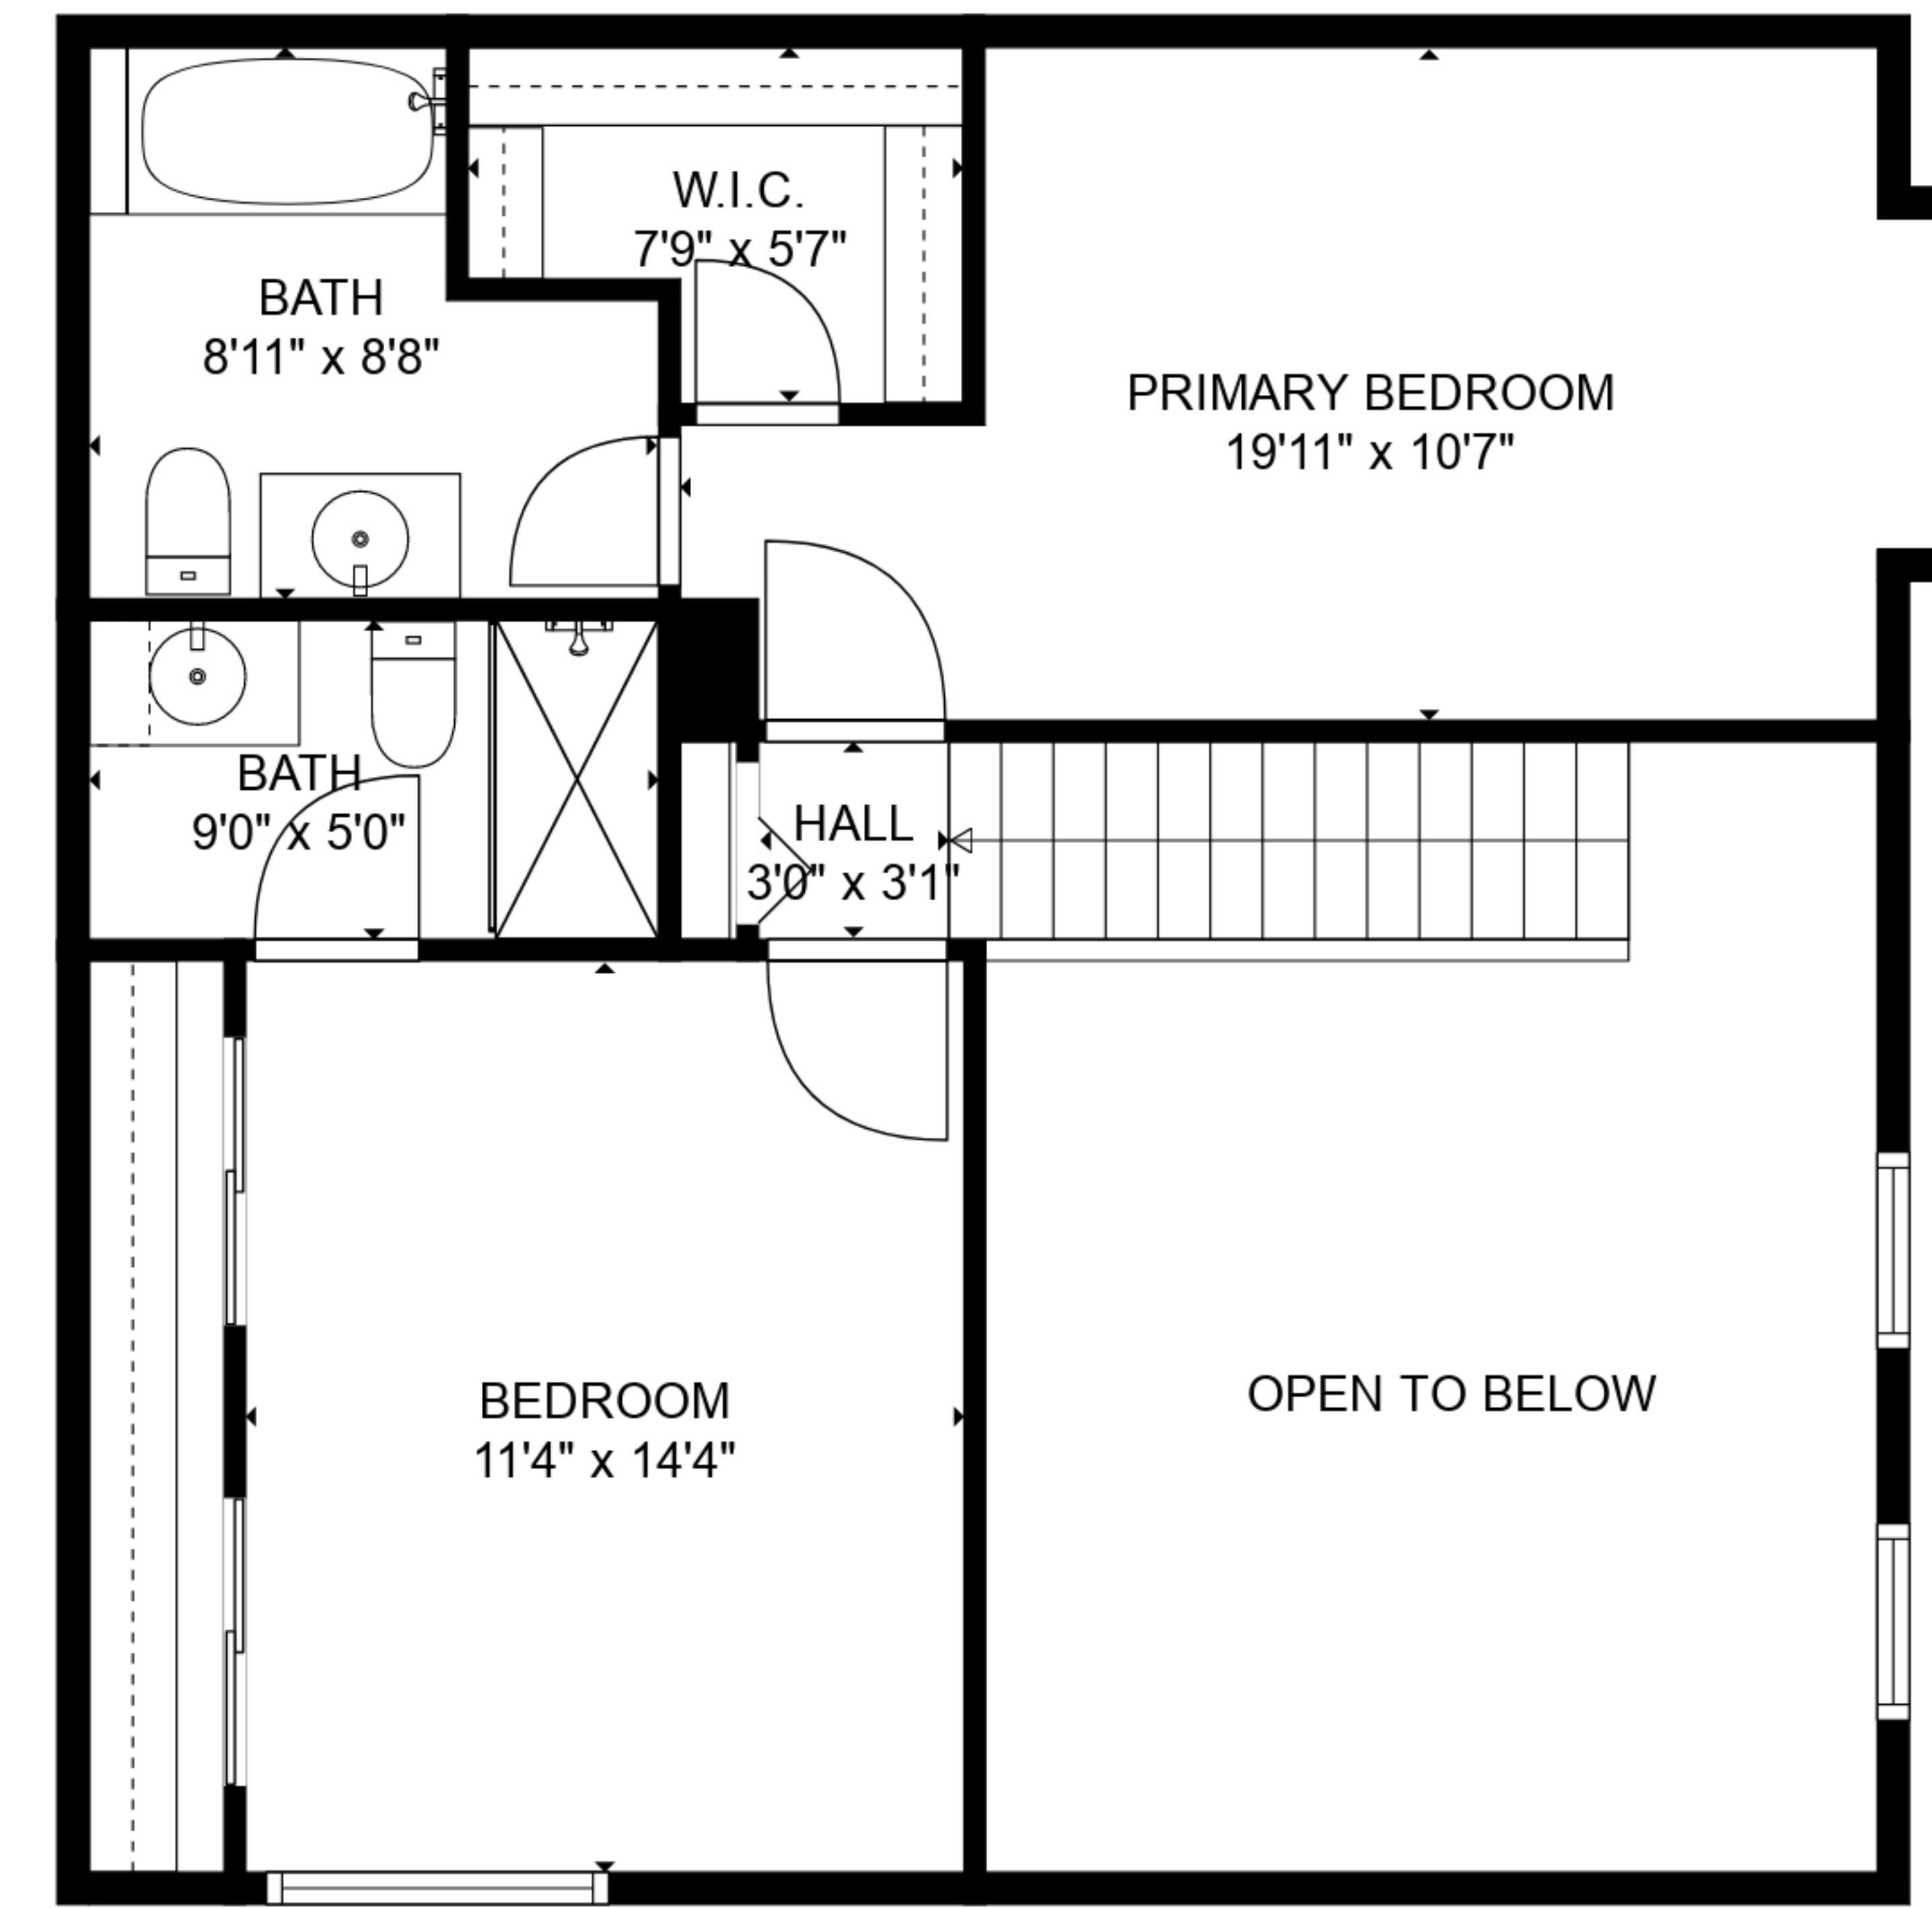 W.I.C.
7'9" x 5'7"
BATH
8'11" x 8'8"
PRIMARY BEDROOM
19'11" x 10'7"
BATH
9'0" x 5'0"
HALL
3'0" x 3'1"
BEDROOM
11'4" x 14'4"
OPEN TO BELOW